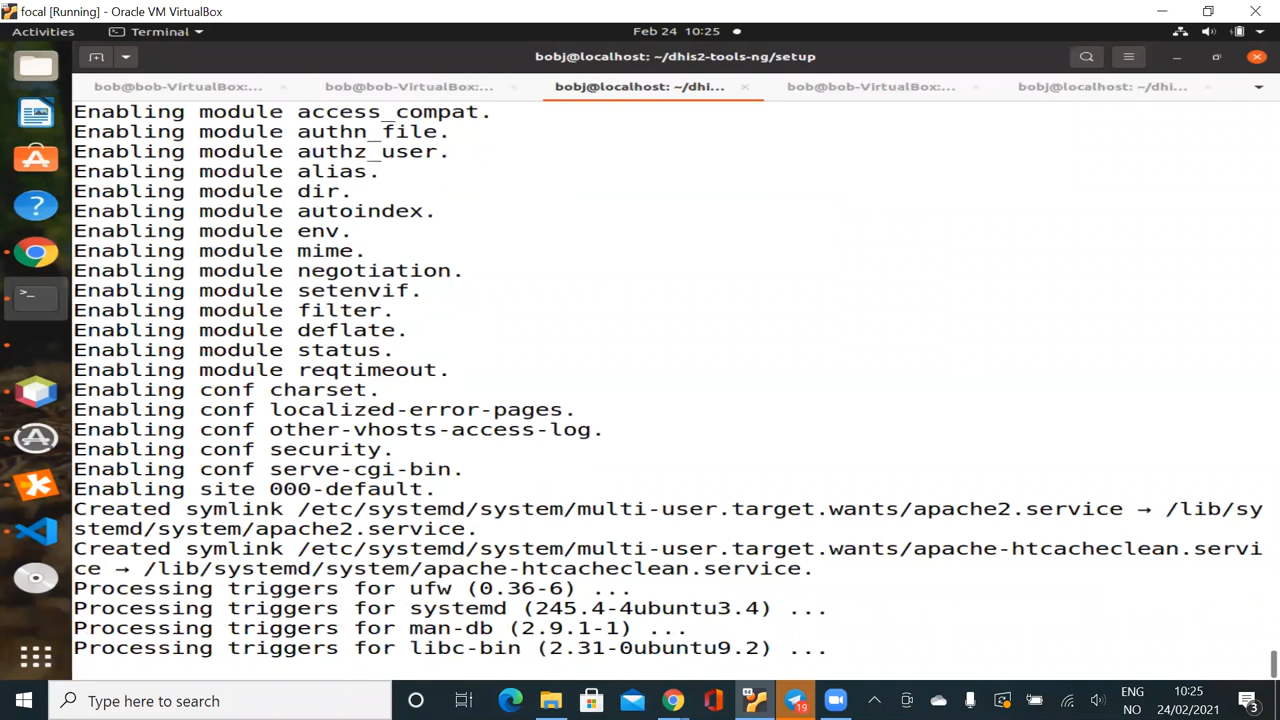 focal [Running] - Oracle VM VirtualBox
Activities
Terminal
Feb 24 10:25
bobj@localhost: ~/dhis2-tools-ng/setup
bob@bob-VirtualBox:...
bob@bob-VirtualBox:...
bobj@localhost: ~/dhi...
bob@bob-VirtualBox:...
bobj@localhost: ~/dhi...
Enabling module access_compat.
Enabling module authn_file.
Enabling module authz_user.
Enabling module alias.
Enabling module dir.
Enabling module autoindex.
Enabling module env.
Enabling module mime.
Enabling module negotiation.
Enabling module setenvif.
Enabling module filter.
Enabling module deflate.
Enabling module status.
Enabling module reqtimeout.
Enabling conf charset.
Enabling conf localized-error-pages.
Enabling conf other-vhosts-access-log.
Enabling conf security.
Enabling conf serve-cgi-bin.
Enabling site 000-default.
Created symlink /etc/systemd/system/multi-user.target.wants/apache2.service → /lib/sy
stemd/system/apache2.service.
Created symlink /etc/systemd/system/multi-user.target.wants/apache-htcacheclean.servi
ce → /lib/systemd/system/apache-htcacheclean.service.
Processing triggers for ufw (0.36-6) ...
Processing triggers for systemd (245.4-4ubuntu3.4) ...
Processing triggers for man-db (2.9.1-1) ...
Processing triggers for libc-bin (2.31-0ubuntu9.2) ...
Type here to search
19
ENG
NO
10:25
24/02/2021
3